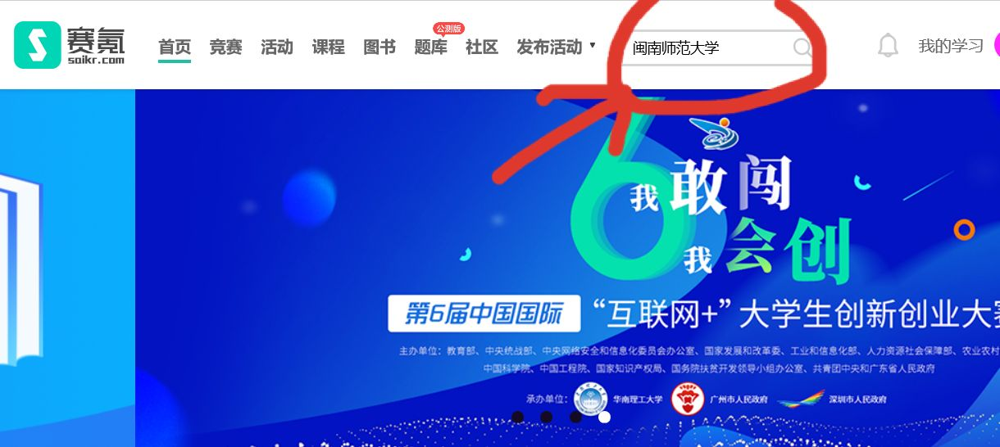 赛氪
saikr.com
首页 竞赛 活动 课程 图书 题库 社区 发布活动
公测版
闽南师范大学
我的学习
6
我敢闯
我会创
第6届中国国际
“互联网+”大学生创新创业大赛
主办单位：教育部、中央统战部、中央网络安全和信息化委员会办公室、国家发展和改革委、工业和信息化部、人力资源社会保障部、农业农村
中国科学院、中国工程院、国家知识产权局、国务院扶贫开发领导小组办公室、共青团中央和广东省人民政府
承办单位： 华南理工大学 广州市人民政府 深圳市人民政府